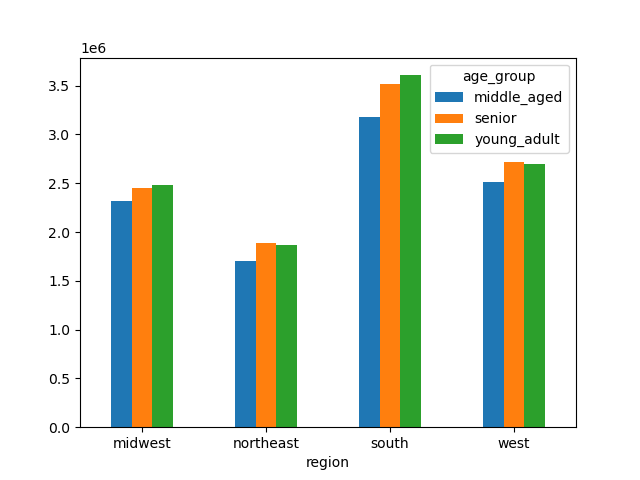 1e6
3.5
3.0
2.5
2.0
1.5
1.0
0.5
0.0
age_group
middle_aged
senior
young_adult
midwest northeast south west
region